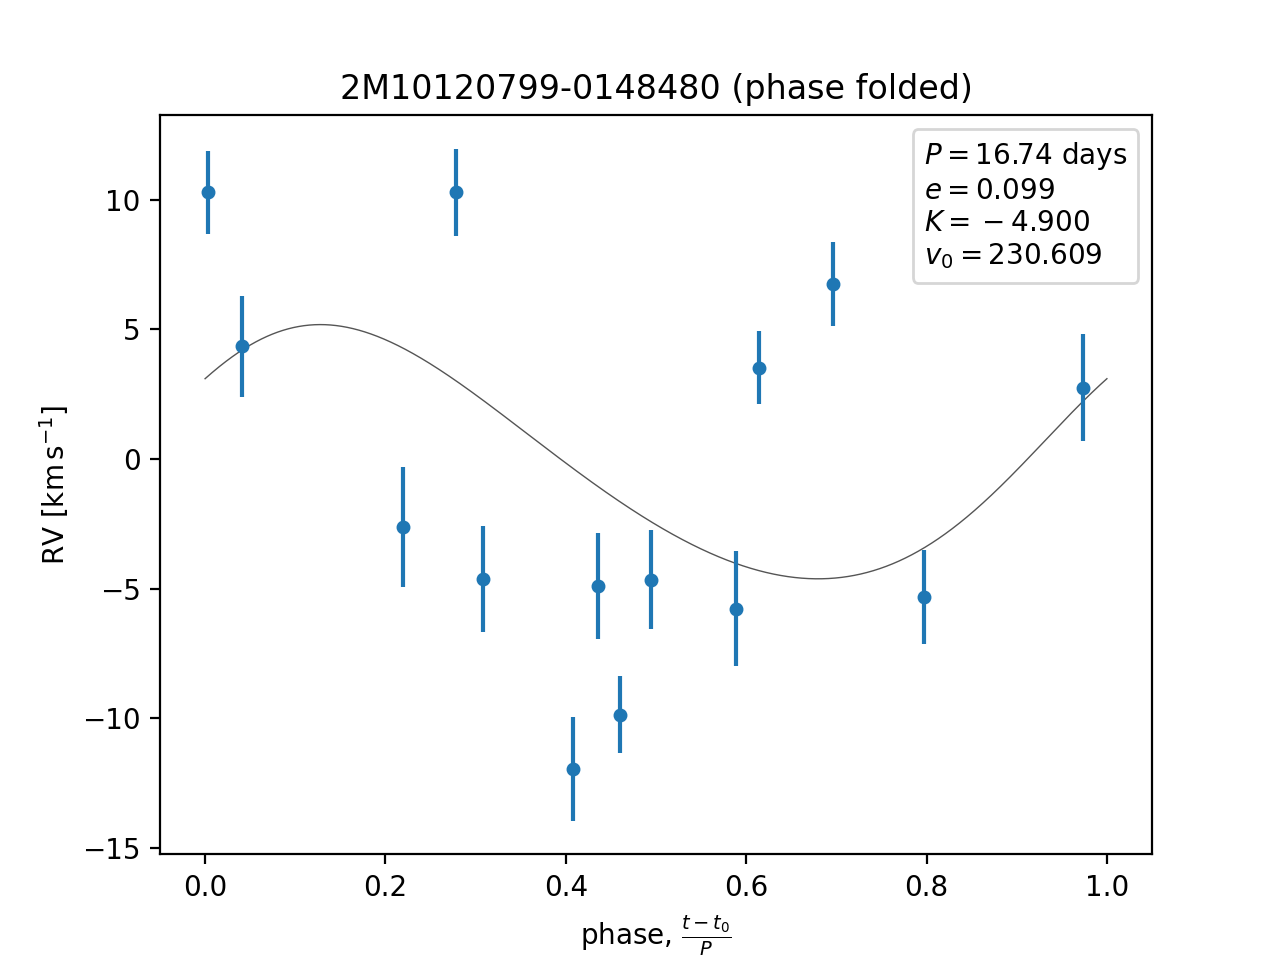 2M10120799-0148480 (phase folded)
P = 16.74 days
e = 0.099
K = − 4.900
v₀ = 230.609
10
5
0
−5
−10
−15
RV [km s⁻¹]
0.0 0.2 0.4 0.6 0.8 1.0
phase, (t − t₀)/P